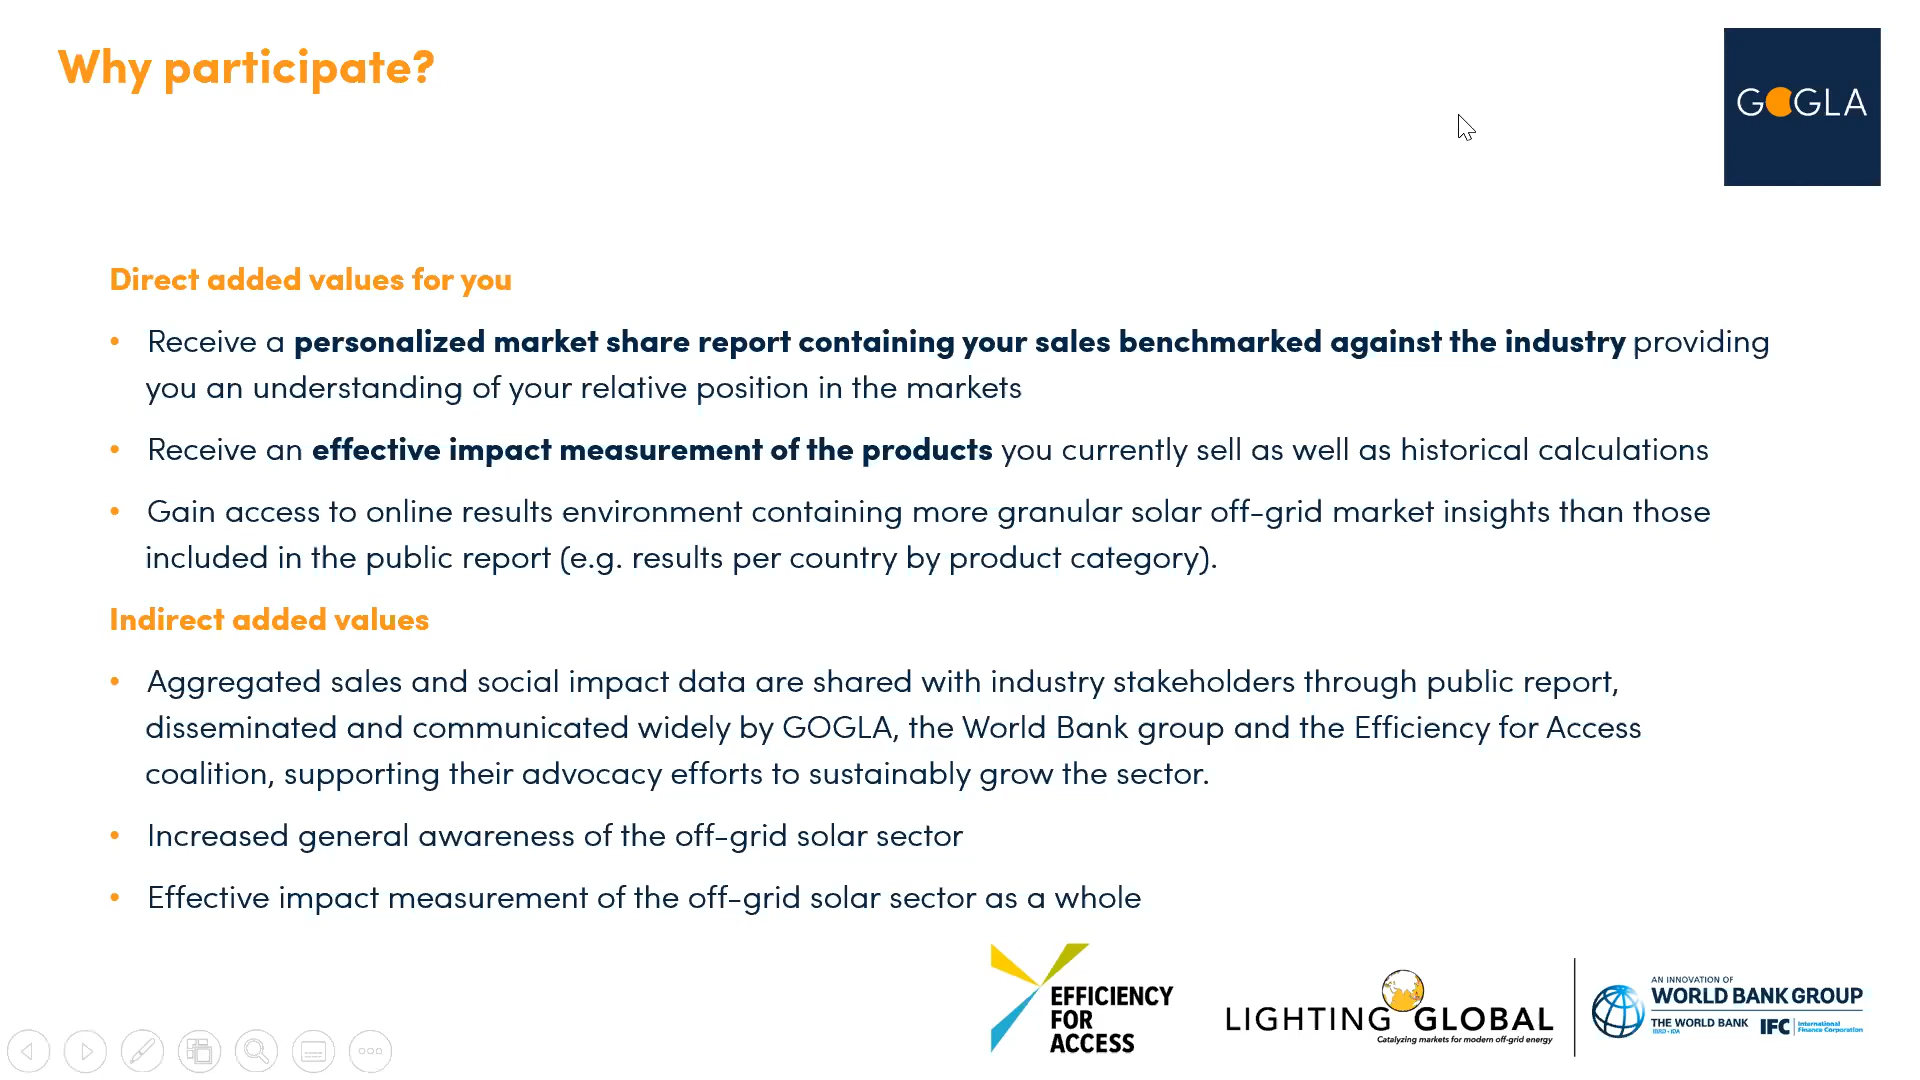 Why participate?
GOGLA
Direct added values for you
• Receive a personalized market share report containing your sales benchmarked against the industry providing
you an understanding of your relative position in the markets
• Receive an effective impact measurement of the products you currently sell as well as historical calculations
• Gain access to online results environment containing more granular solar off-grid market insights than those
included in the public report (e.g. results per country by product category).
Indirect added values
• Aggregated sales and social impact data are shared with industry stakeholders through public report,
disseminated and communicated widely by GOGLA, the World Bank group and the Efficiency for Access
coalition, supporting their advocacy efforts to sustainably grow the sector.
• Increased general awareness of the off-grid solar sector
• Effective impact measurement of the off-grid solar sector as a whole
EFFICIENCY
FOR
ACCESS
LIGHTING GLOBAL
Catalyzing markets for modern off-grid energy
AN INNOVATION OF
WORLD BANK GROUP
THE WORLD BANK
IBRD • IDA
IFC
International
Finance Corporation